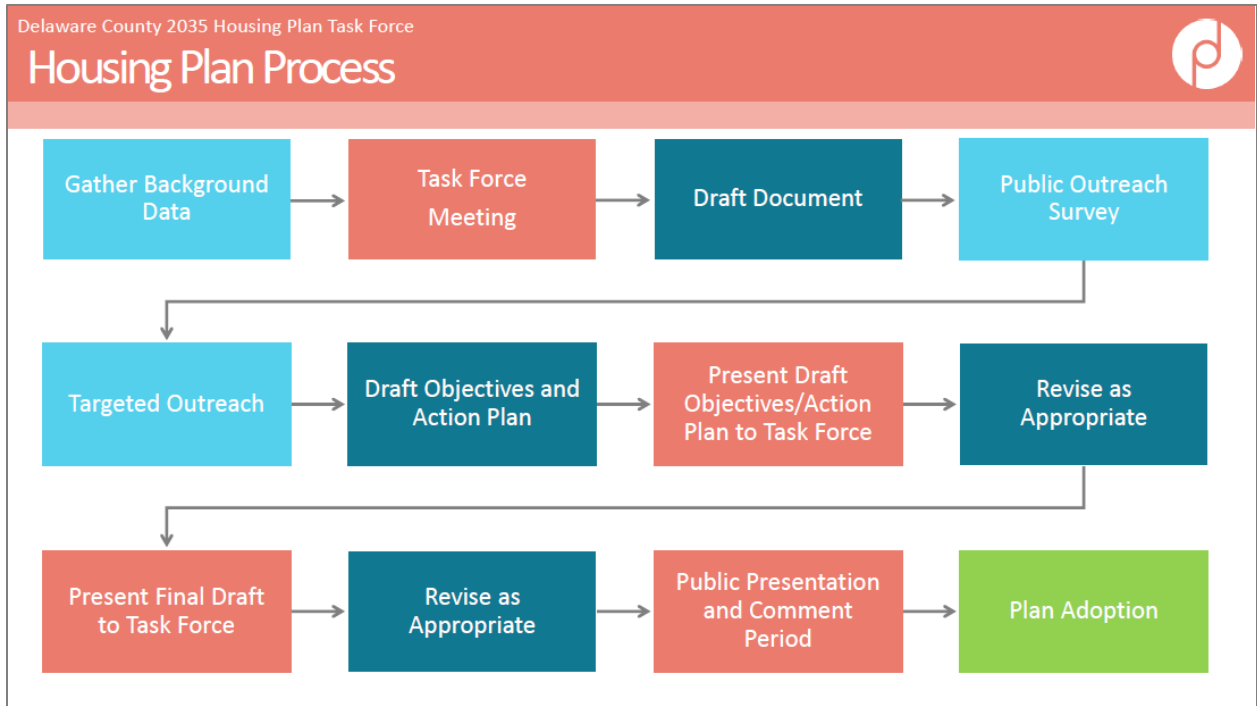 Delaware County 2035 Housing Plan Task Force
Housing Plan Process
Gather Background
Data
Task Force
Meeting
Draft Document
Public Outreach
Survey
Targeted Outreach
Draft Objectives and
Action Plan
Present Draft
Objectives/Action
Plan to Task Force
Revise as
Appropriate
Present Final Draft
to Task Force
Revise as
Appropriate
Public Presentation
and Comment
Period
Plan Adoption